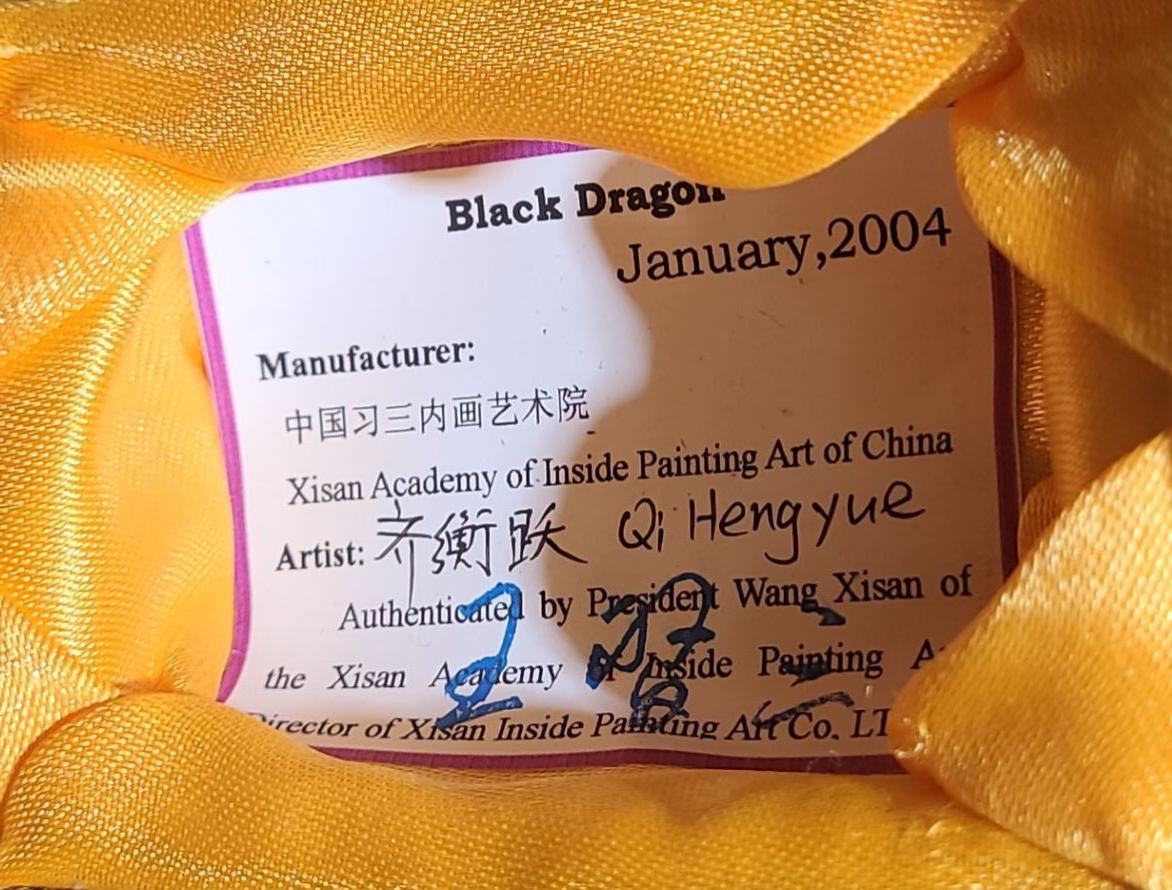 Black Dragon
January,2004
Manufacturer:
中国习三内画艺术院
Xisan Academy of Inside Painting Art of China
Artist: 齐衡跃 Qi Hengyue
Authenticated by President Wang Xisan of
the Xisan Academy of Inside Painting
Director of Xisan Inside Painting Art Co. LT